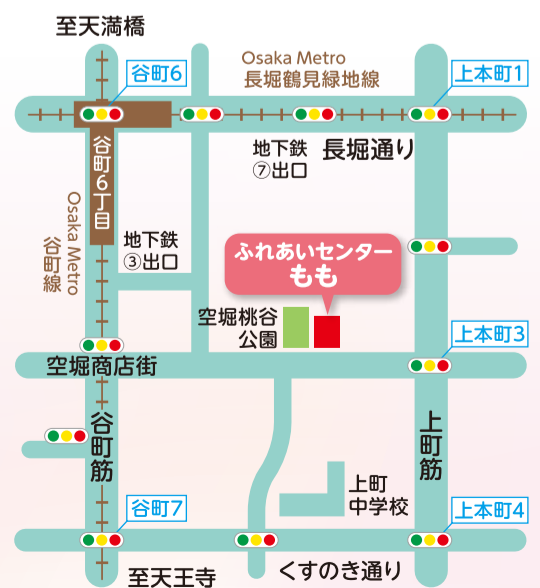 至天満橋
谷町6
Osaka Metro
長堀鶴見緑地線
上本町1
地下鉄
⑦出口
長堀通り
谷町6丁目
Osaka Metro
谷町線
地下鉄
③出口
ふれあいセンター
もも
空堀桃谷
公園
上本町3
空堀商店街
谷町筋
上町筋
上町
中学校
谷町7
上本町4
至天王寺
くすのき通り